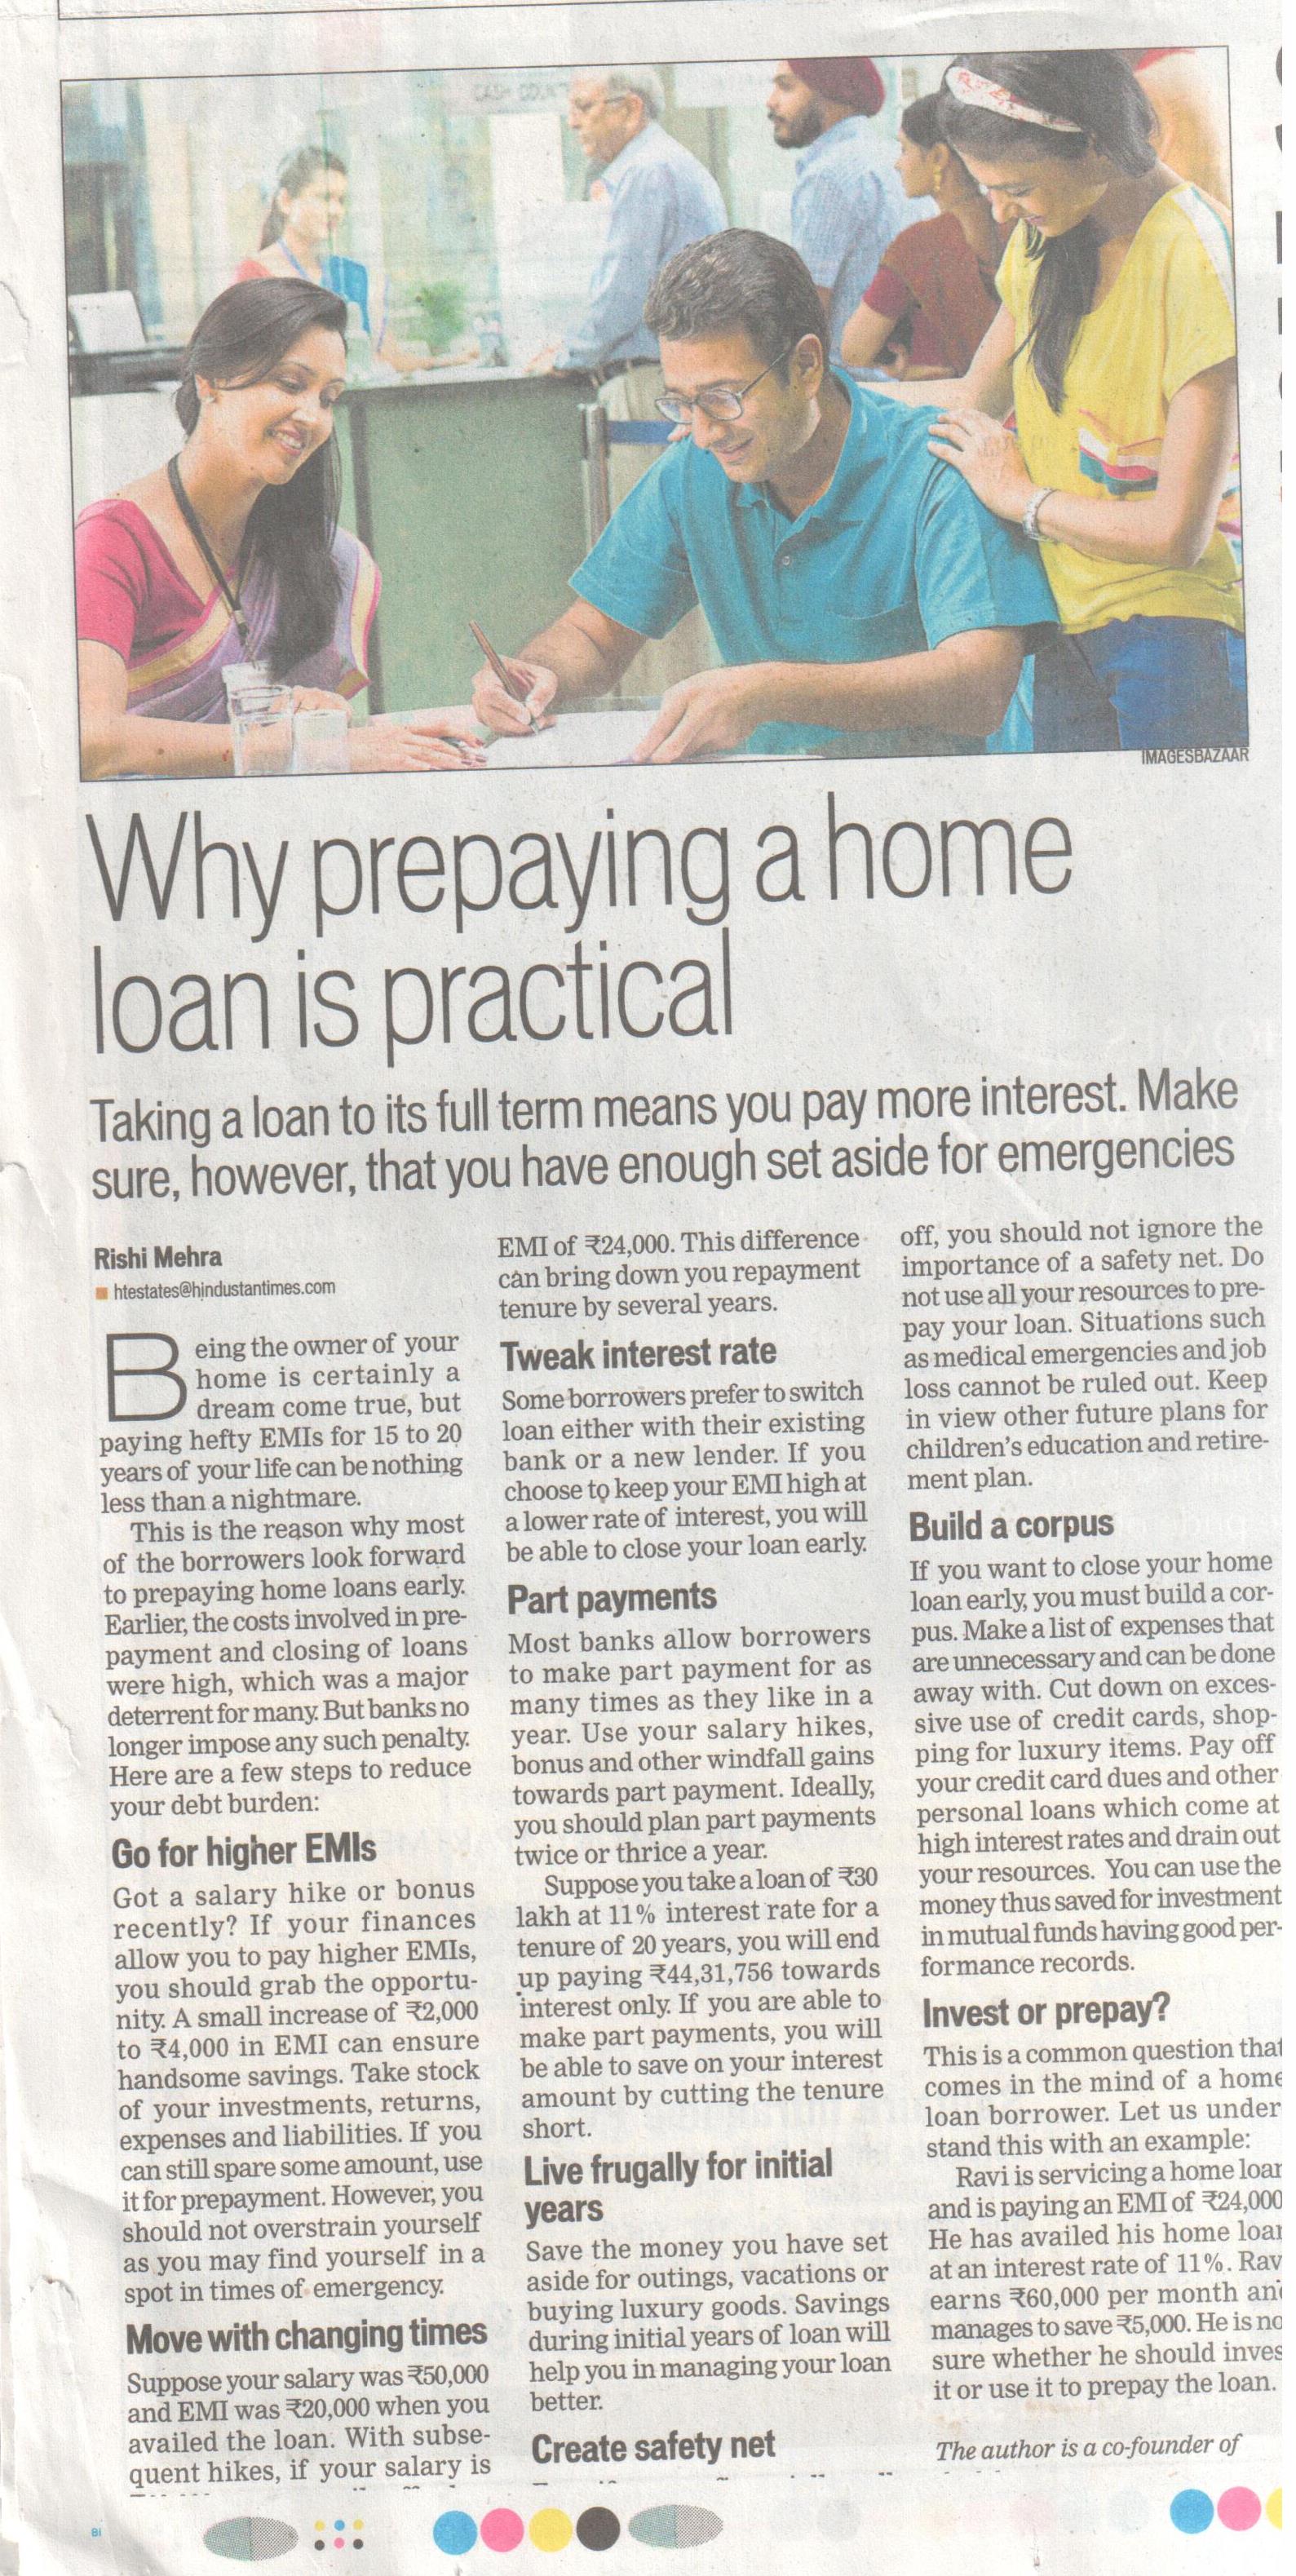 CASH COUNTER
IMAGESBAZAAR
Why prepaying a home
loan is practical
Taking a loan to its full term means you pay more interest. Make
sure, however, that you have enough set aside for emergencies
Rishi Mehra
htestates@hindustantimes.com
Being the owner of your
home is certainly a
dream come true, but
paying hefty EMIs for 15 to 20
years of your life can be nothing
less than a nightmare.
This is the reason why most
of the borrowers look forward
to prepaying home loans early.
Earlier, the costs involved in pre-
payment and closing of loans
were high, which was a major
deterrent for many. But banks no
longer impose any such penalty.
Here are a few steps to reduce
your debt burden:
Go for higher EMIs
Got a salary hike or bonus
recently? If your finances
allow you to pay higher EMIs,
you should grab the opportu-
nity. A small increase of ₹2,000
to ₹4,000 in EMI can ensure
handsome savings. Take stock
of your investments, returns,
expenses and liabilities. If you
can still spare some amount, use
it for prepayment. However, you
should not overstrain yourself
as you may find yourself in a
spot in times of emergency.
Move with changing times
Suppose your salary was ₹50,000
and EMI was ₹20,000 when you
availed the loan. With subse-
quent hikes, if your salary is
EMI of ₹24,000. This difference
can bring down you repayment
tenure by several years.
Tweak interest rate
Some borrowers prefer to switch
loan either with their existing
bank or a new lender. If you
choose to keep your EMI high at
a lower rate of interest, you will
be able to close your loan early.
Part payments
Most banks allow borrowers
to make part payment for as
many times as they like in a
year. Use your salary hikes,
bonus and other windfall gains
towards part payment. Ideally,
you should plan part payments
twice or thrice a year.
Suppose you take a loan of ₹30
lakh at 11% interest rate for a
tenure of 20 years, you will end
up paying ₹44,31,756 towards
interest only. If you are able to
make part payments, you will
be able to save on your interest
amount by cutting the tenure
short.
Live frugally for initial
years
Save the money you have set
aside for outings, vacations or
buying luxury goods. Savings
during initial years of loan will
help you in managing your loan
better.
Create safety net
off, you should not ignore the
importance of a safety net. Do
not use all your resources to pre-
pay your loan. Situations such
as medical emergencies and job
loss cannot be ruled out. Keep
in view other future plans for
children's education and retire-
ment plan.
Build a corpus
If you want to close your home
loan early, you must build a cor-
pus. Make a list of expenses that
are unnecessary and can be done
away with. Cut down on exces-
sive use of credit cards, shop-
ping for luxury items. Pay off
your credit card dues and other
personal loans which come at
high interest rates and drain out
your resources. You can use the
money thus saved for investment
in mutual funds having good per-
formance records.
Invest or prepay?
This is a common question that
comes in the mind of a home
loan borrower. Let us under
stand this with an example:
Ravi is servicing a home loan
and is paying an EMI of ₹24,000
He has availed his home loan
at an interest rate of 11%. Rav
earns ₹60,000 per month and
manages to save ₹5,000. He is no
sure whether he should inves
it or use it to prepay the loan.
The author is a co-founder of